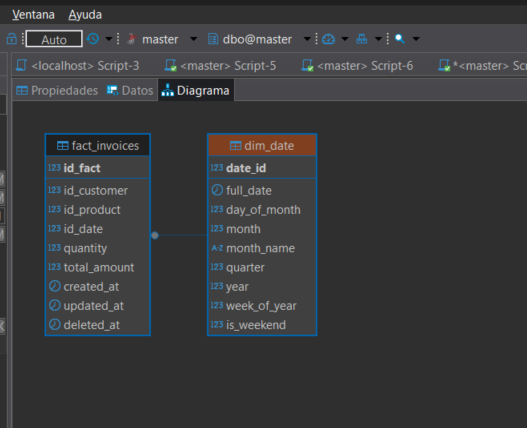 Ventana Ayuda
Auto master dbo@master
<localhost> Script-3 <master> Script-5 <master> Script-6 *<master> Scr
Propiedades Datos Diagrama
fact_invoices
123 id_fact
123 id_customer
123 id_product
123 id_date
123 quantity
123 total_amount
created_at
updated_at
deleted_at
dim_date
123 date_id
full_date
123 day_of_month
123 month
A-Z month_name
123 quarter
123 year
123 week_of_year
123 is_weekend